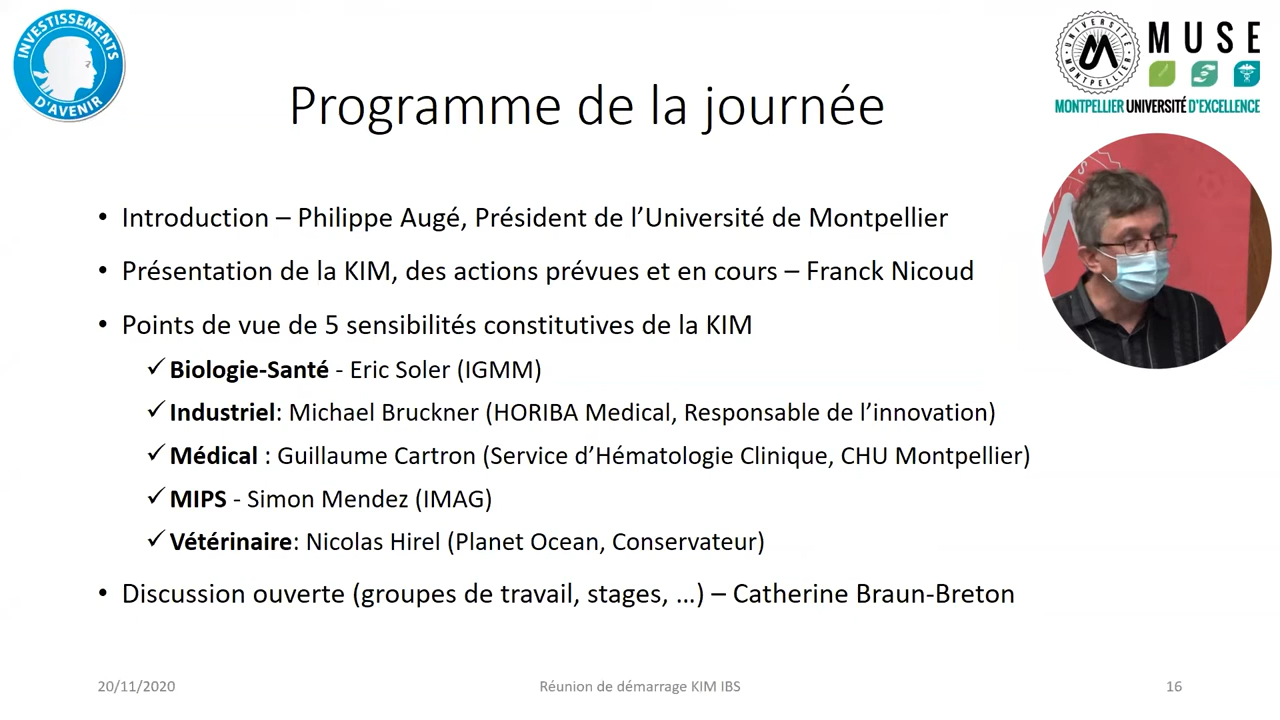 INVESTISSEMENTS
D'AVENIR
UNIVERSITÉ
MONTPELLIER
MUSE
MONTPELLIER UNIVERSITÉ D'EXCELLENCE
Programme de la journée
• Introduction – Philippe Augé, Président de l’Université de Montpellier
• Présentation de la KIM, des actions prévues et en cours – Franck Nicoud
• Points de vue de 5 sensibilités constitutives de la KIM
✓ Biologie-Santé - Eric Soler (IGMM)
✓ Industriel: Michael Bruckner (HORIBA Medical, Responsable de l’innovation)
✓ Médical : Guillaume Cartron (Service d’Hématologie Clinique, CHU Montpellier)
✓ MIPS - Simon Mendez (IMAG)
✓ Vétérinaire: Nicolas Hirel (Planet Ocean, Conservateur)
• Discussion ouverte (groupes de travail, stages, …) – Catherine Braun-Breton
20/11/2020
Réunion de démarrage KIM IBS
16